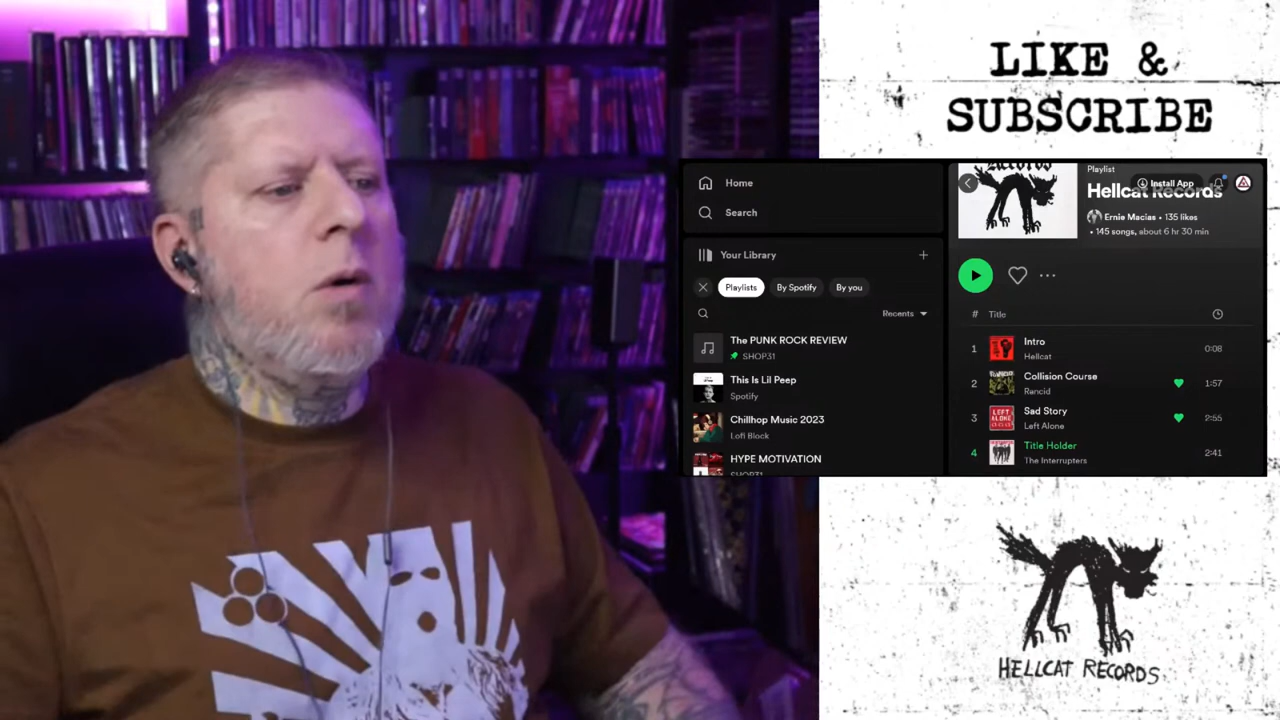 LIKE &
SUBSCRIBE
Home
Search
Your Library
Playlists
By Spotify
By you
Recents
The PUNK ROCK REVIEW
SHOP31
This Is Lil Peep
Spotify
Chillhop Music 2023
Lofi Block
HYPE MOTIVATION
SHOP31
Playlist
Install App
Hellcat Records
Ernie Macias • 135 likes
• 145 songs, about 6 hr 30 min
# Title
1 Intro 0:08
Hellcat
2 Collision Course 1:57
Rancid
3 Sad Story 2:55
Left Alone
4 Title Holder 2:41
The Interrupters
HELLCAT RECORDS